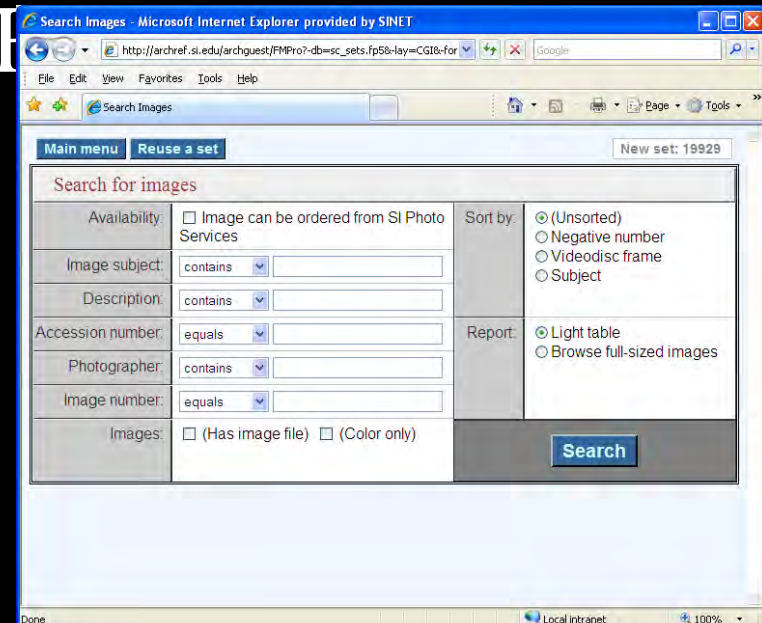 Search Images - Microsoft Internet Explorer provided by SINET
http://archref.si.edu/archguest/FMPro?-db=sc_sets.fp5&-lay=CGI&-for
Google
File Edit View Favorites Tools Help
Search Images
Page Tools »
Main menu Reuse a set New set: 19929
Search for images
Availability: Image can be ordered from SI Photo Services
Sort by: (Unsorted)
Negative number
Videodisc frame
Subject
Image subject: contains
Description: contains
Accession number: equals
Photographer: contains
Image number: equals
Images: (Has image file) (Color only)
Report: Light table
Browse full-sized images
Search
Done Local intranet 100%